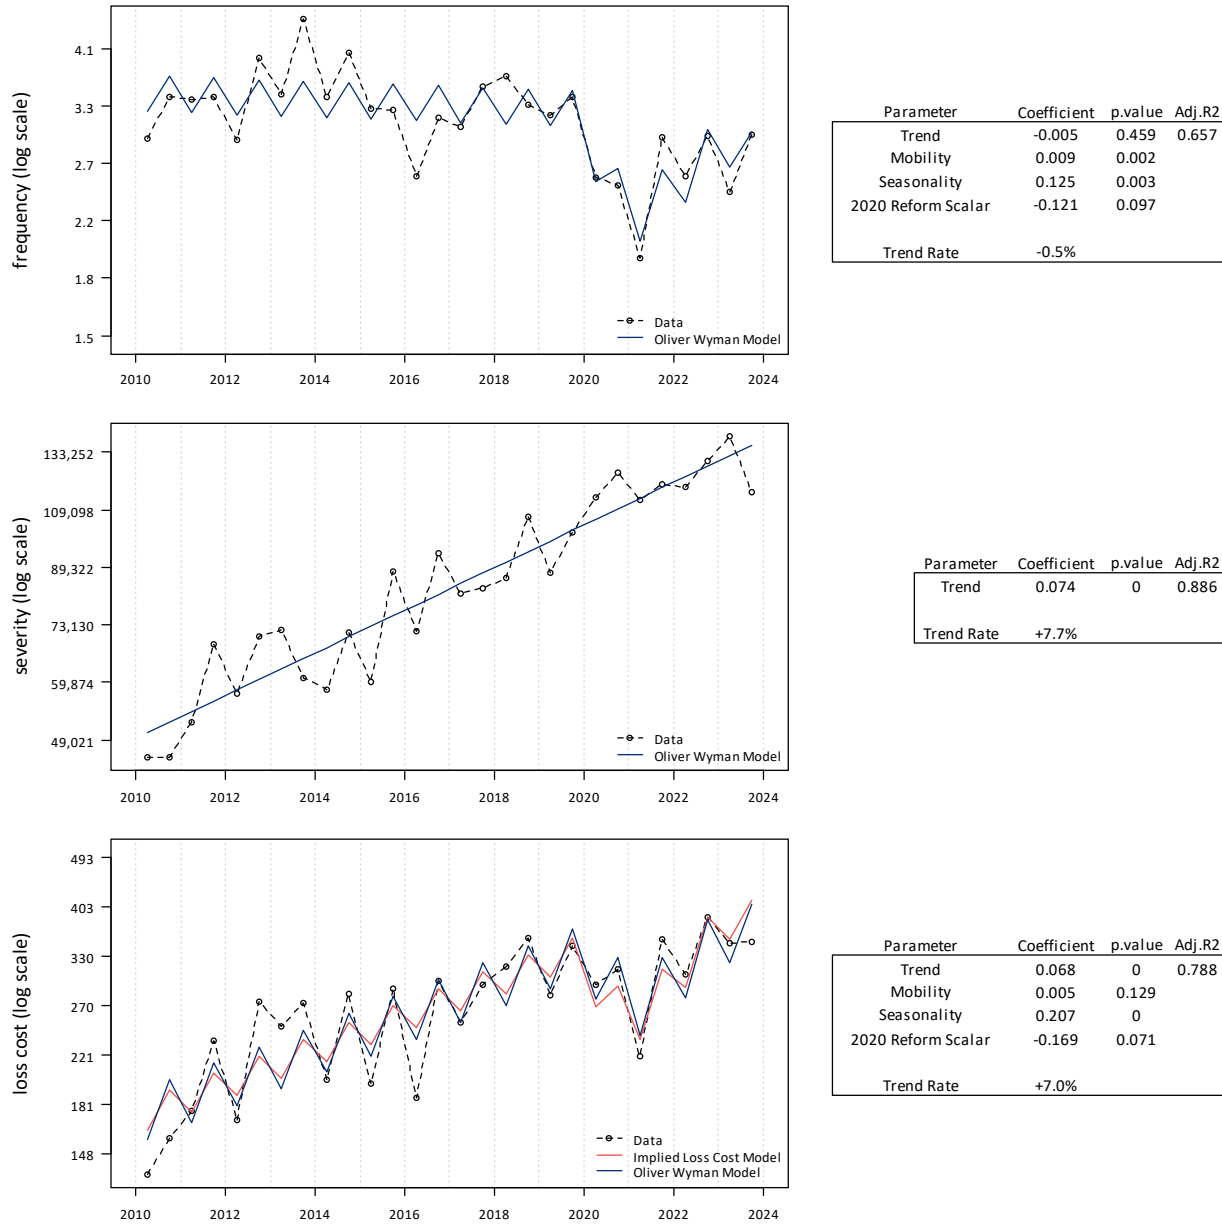 frequency (log scale)
4.1
3.3
2.7
2.2
1.8
1.5
Data
Oliver Wyman Model
2010 2012 2014 2016 2018 2020 2022 2024
Parameter Coefficient p.value Adj.R2
Trend -0.005 0.459 0.657
Mobility 0.009 0.002
Seasonality 0.125 0.003
2020 Reform Scalar -0.121 0.097
Trend Rate -0.5%
severity (log scale)
133,252
109,098
89,322
73,130
59,874
49,021
Data
Oliver Wyman Model
2010 2012 2014 2016 2018 2020 2022 2024
Parameter Coefficient p.value Adj.R2
Trend 0.074 0 0.886
Trend Rate +7.7%
loss cost (log scale)
493
403
330
270
221
181
148
Data
Implied Loss Cost Model
Oliver Wyman Model
2010 2012 2014 2016 2018 2020 2022 2024
Parameter Coefficient p.value Adj.R2
Trend 0.068 0 0.788
Mobility 0.005 0.129
Seasonality 0.207 0
2020 Reform Scalar -0.169 0.071
Trend Rate +7.0%